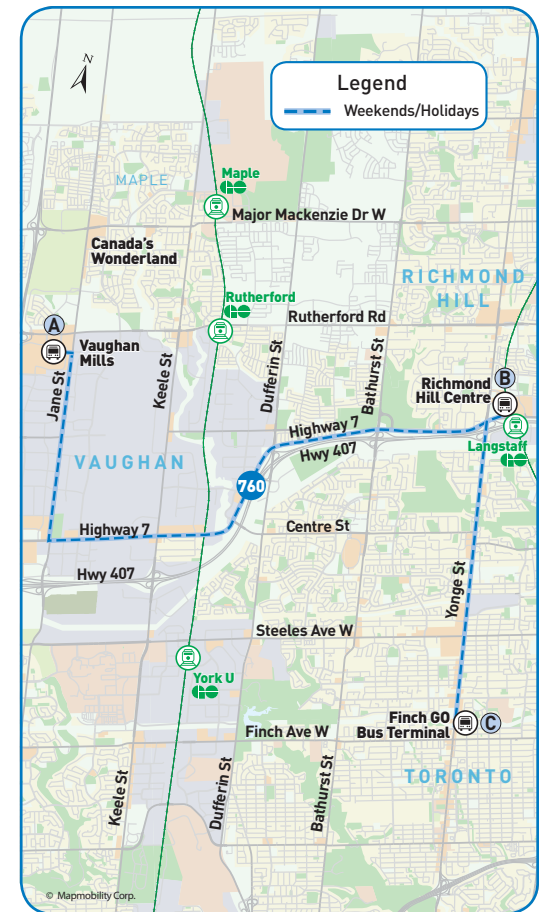 N
Legend
Weekends/Holidays
Maple
MAPLE
Major Mackenzie Dr W
Canada's
Wonderland
RICHMOND
HILL
Rutherford
Rutherford Rd
A
Vaughan
Mills
Jane St
Keele St
Dufferin St
Bathurst St
B
Richmond
Hill Centre
Highway 7
Hwy 407
Langstaff
VAUGHAN
760
Highway 7
Centre St
Hwy 407
Yonge St
Steeles Ave W
York U
Finch Ave W
Finch GO
Bus Terminal
C
TORONTO
Keele St
Dufferin St
Bathurst St
© Mapmobility Corp.